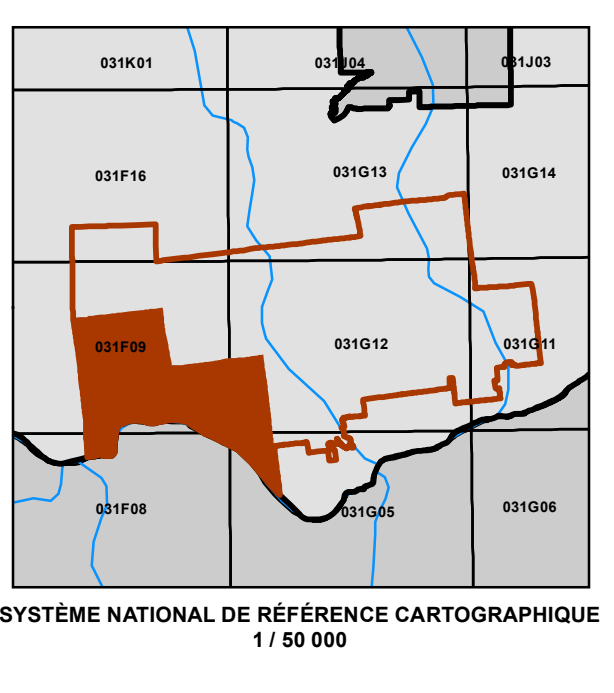 031K01
031J04
031J03
031F16
031G13
031G14
031F09
031G12
031G11
031F08
031G05
031G06
SYSTÈME NATIONAL DE RÉFÉRENCE CARTOGRAPHIQUE
1 / 50 000